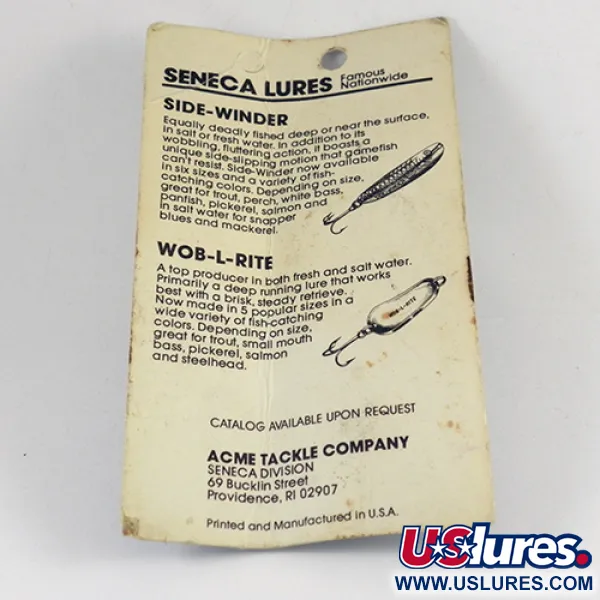 SENECA LURES Famous Nationwide
SIDE-WINDER
Equally deadly fished deep or near the surface,
in salt or fresh water. In addition to its
wobbling, fluttering action, it boasts a
unique side-slipping motion that gamefish
can't resist. Side-Winder now available
in six sizes and a variety of fish-
catching colors. Depending on size,
great for trout, perch, white bass,
panfish, pickerel, salmon and
in salt water for snapper
blues and mackerel.
WOB-L-RITE
A top producer in both fresh and salt water.
Primarily a deep running lure that works
best with a brisk, steady retrieve.
Now made in 5 popular sizes in a
wide variety of fish-catching
colors. Depending on size,
great for trout, small mouth
bass, pickerel, salmon
and steelhead.
WOB-L-RITE
CATALOG AVAILABLE UPON REQUEST
ACME TACKLE COMPANY
SENECA DIVISION
69 Bucklin Street
Providence, RI 02907
Printed and Manufactured in U.S.A.
USlures.
WWW.USLURES.COM